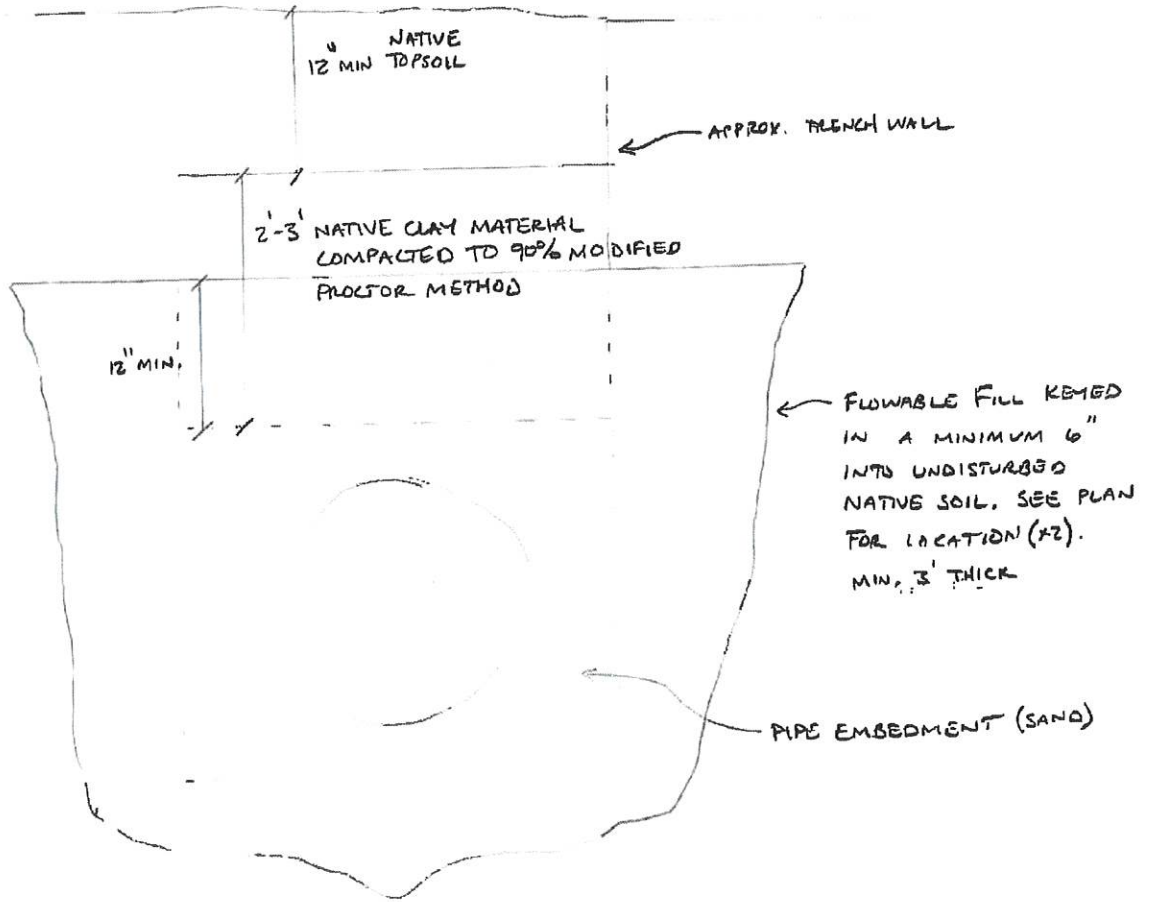 NATIVE
12" MIN TOPSOIL
APPROX. TRENCH WALL
2'-3' NATIVE CLAY MATERIAL
COMPACTED TO 90% MODIFIED
PROCTOR METHOD
12" MIN.
FLOWABLE FILL KEYED
IN A MINIMUM 6"
INTO UNDISTURBED
NATIVE SOIL. SEE PLAN
FOR LOCATION (x2).
MIN. 3' THICK
PIPE EMBEDMENT (SAND)